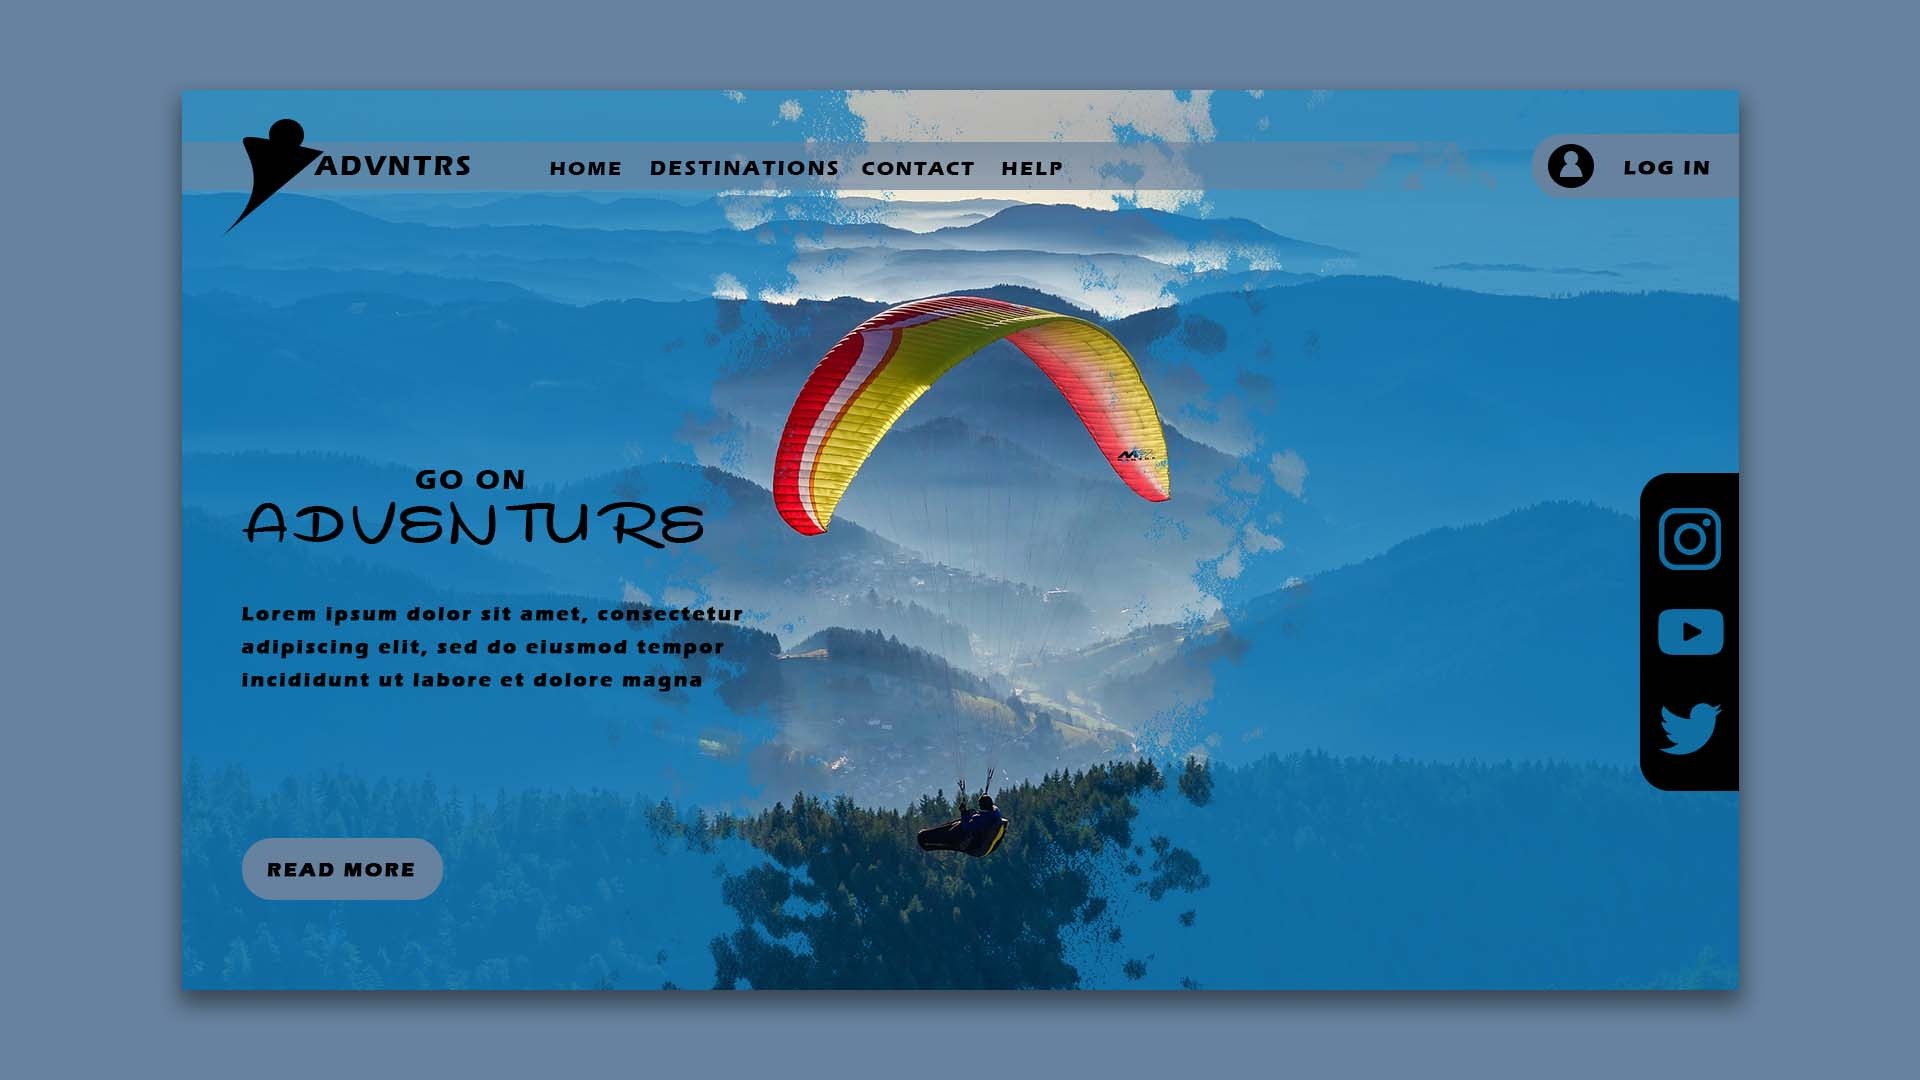 ADVNTRS
HOME DESTINATIONS CONTACT HELP
LOG IN
GO ON
ADVENTURE
Lorem ipsum dolor sit amet, consectetur
adipiscing elit, sed do eiusmod tempor
incididunt ut labore et dolore magna
READ MORE